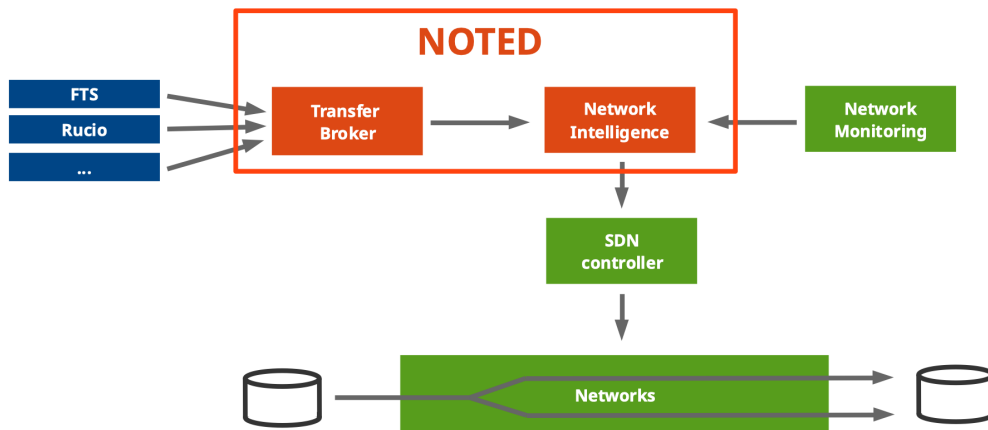 NOTED
FTS
Rucio
...
Transfer
Broker
Network
Intelligence
Network
Monitoring
SDN
controller
Networks